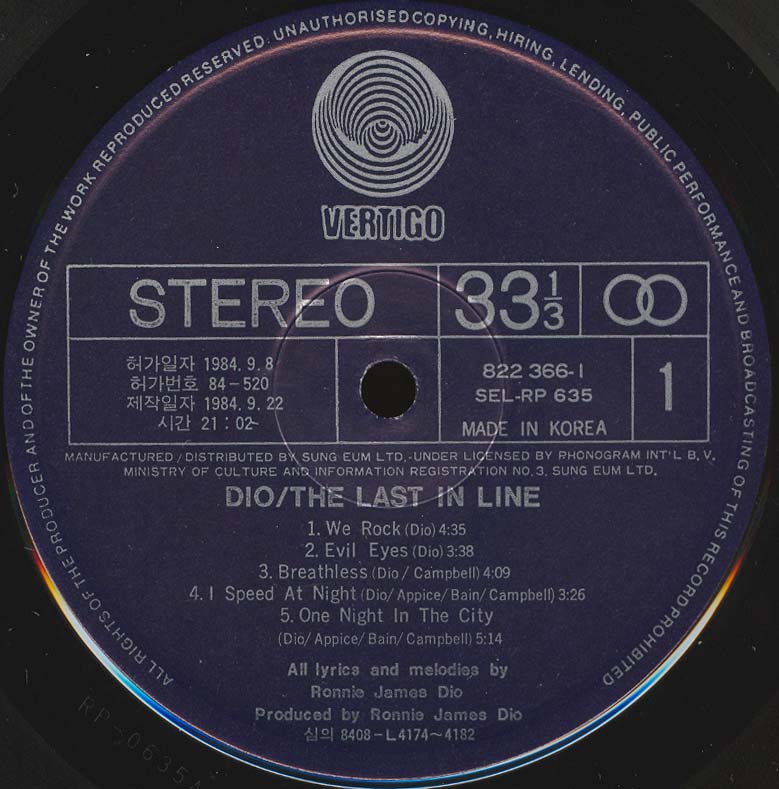 ALL RIGHTS OF THE PRODUCER AND OF THE OWNER OF THE WORK REPRODUCED RESERVED. UNAUTHORISED COPYING, HIRING, LENDING, PUBLIC PERFORMANCE AND BROADCASTING OF THIS RECORD PROHIBITED
VERTIGO
STEREO 33 1/3
허가일자 1984. 9. 8
허가번호 84-520
제작일자 1984. 9. 22
시간 21:02
822 366-1
SEL-RP 635
MADE IN KOREA
1
MANUFACTURED / DISTRIBUTED BY SUNG EUM LTD.-UNDER LICENSED BY PHONOGRAM INT'L B.V.
MINISTRY OF CULTURE AND INFORMATION REGISTRATION NO.3. SUNG EUM LTD.
DIO/THE LAST IN LINE
1. We Rock (Dio) 4:35
2. Evil Eyes (Dio) 3:38
3. Breathless (Dio / Campbell) 4:09
4. I Speed At Night (Dio/ Appice/ Bain/ Campbell) 3:26
5. One Night In The City
(Dio/ Appice/ Bain/ Campbell) 5:14
All lyrics and melodies by
Ronnie James Dio
Produced by Ronnie James Dio
심의 8408-L4174~4182